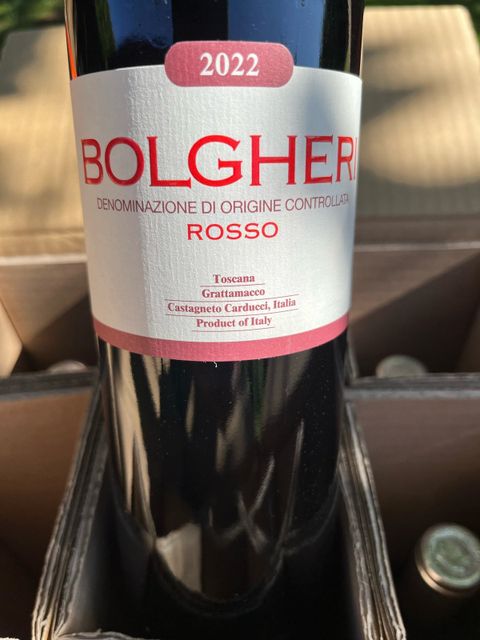 2022
BOLGHERI
DENOMINAZIONE DI ORIGINE CONTROLLATA
ROSSO
Toscana
Grattamacco
Castagneto Carducci, Italia
Product of Italy